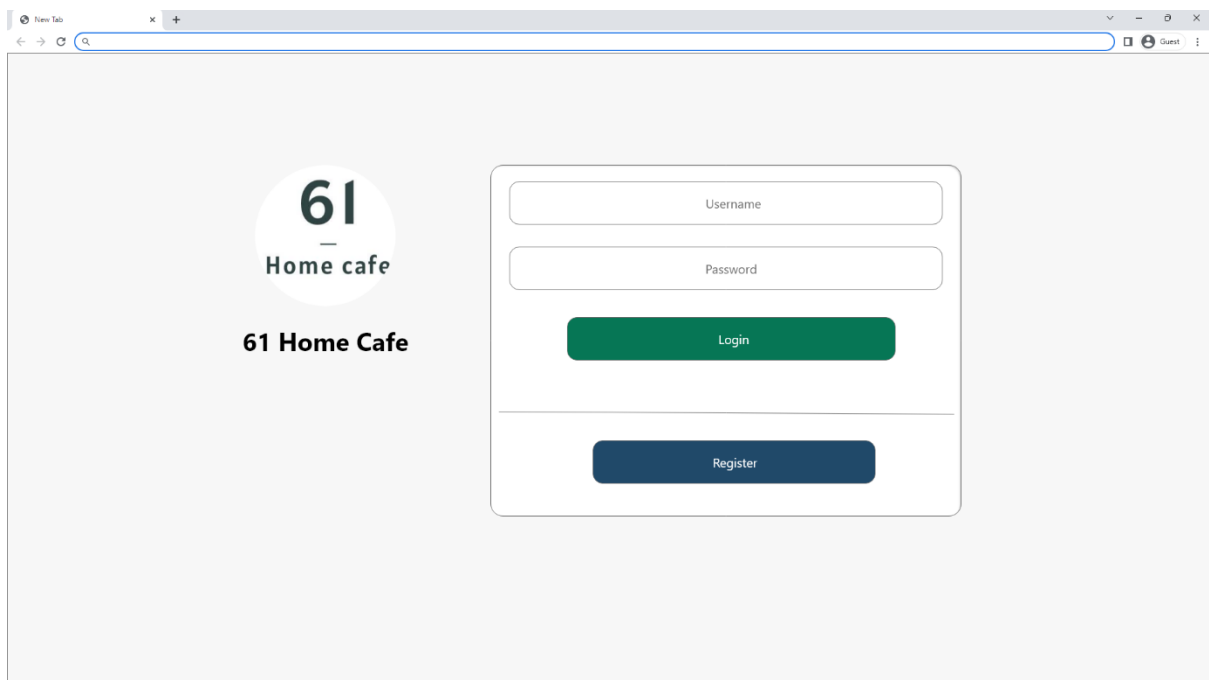 New Tab
Guest
61
Home cafe
61 Home Cafe
Username
Password
Login
Register